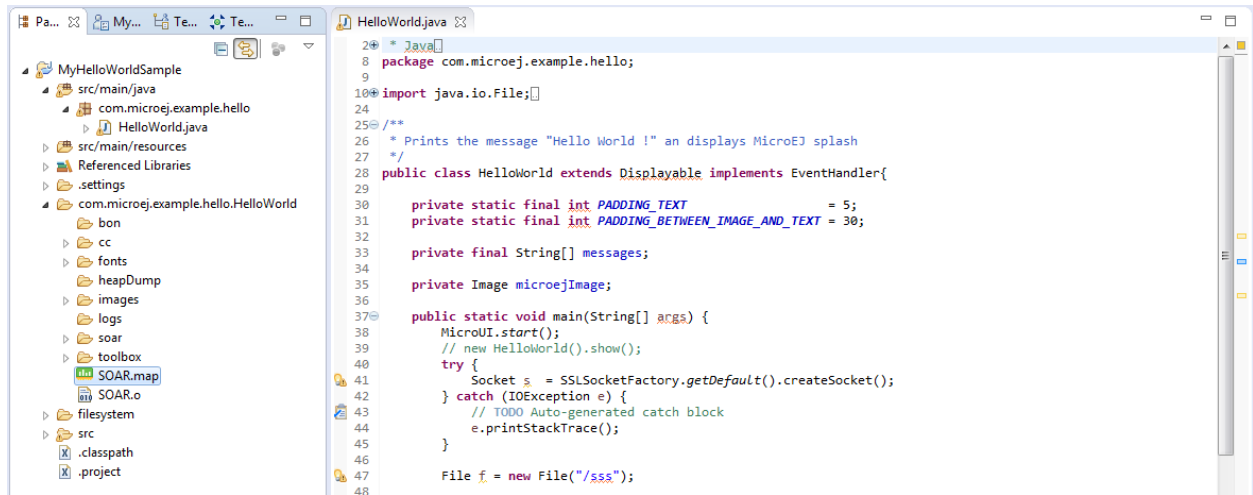 Pa... My... Te... Te...
MyHelloWorldSample
src/main/java
com.microej.example.hello
HelloWorld.java
src/main/resources
Referenced Libraries
.settings
com.microej.example.hello.HelloWorld
bon
cc
fonts
heapDump
images
logs
soar
toolbox
SOAR.map
SOAR.o
filesystem
src
.classpath
.project
HelloWorld.java
2 * Java
8 package com.microej.example.hello;
9
10 import java.io.File;
24
25 /**
26 * Prints the message "Hello World !" an displays MicroEJ splash
27 */
28 public class HelloWorld extends Displayable implements EventHandler{
29
30 private static final int PADDING_TEXT = 5;
31 private static final int PADDING_BETWEEN_IMAGE_AND_TEXT = 30;
32
33 private final String[] messages;
34
35 private Image microejImage;
36
37 public static void main(String[] args) {
38 MicroUI.start();
39 // new HelloWorld().show();
40 try {
41 Socket s = SSLSocketFactory.getDefault().createSocket();
42 } catch (IOException e) {
43 // TODO Auto-generated catch block
44 e.printStackTrace();
45 }
46
47 File f = new File("/sss");
48